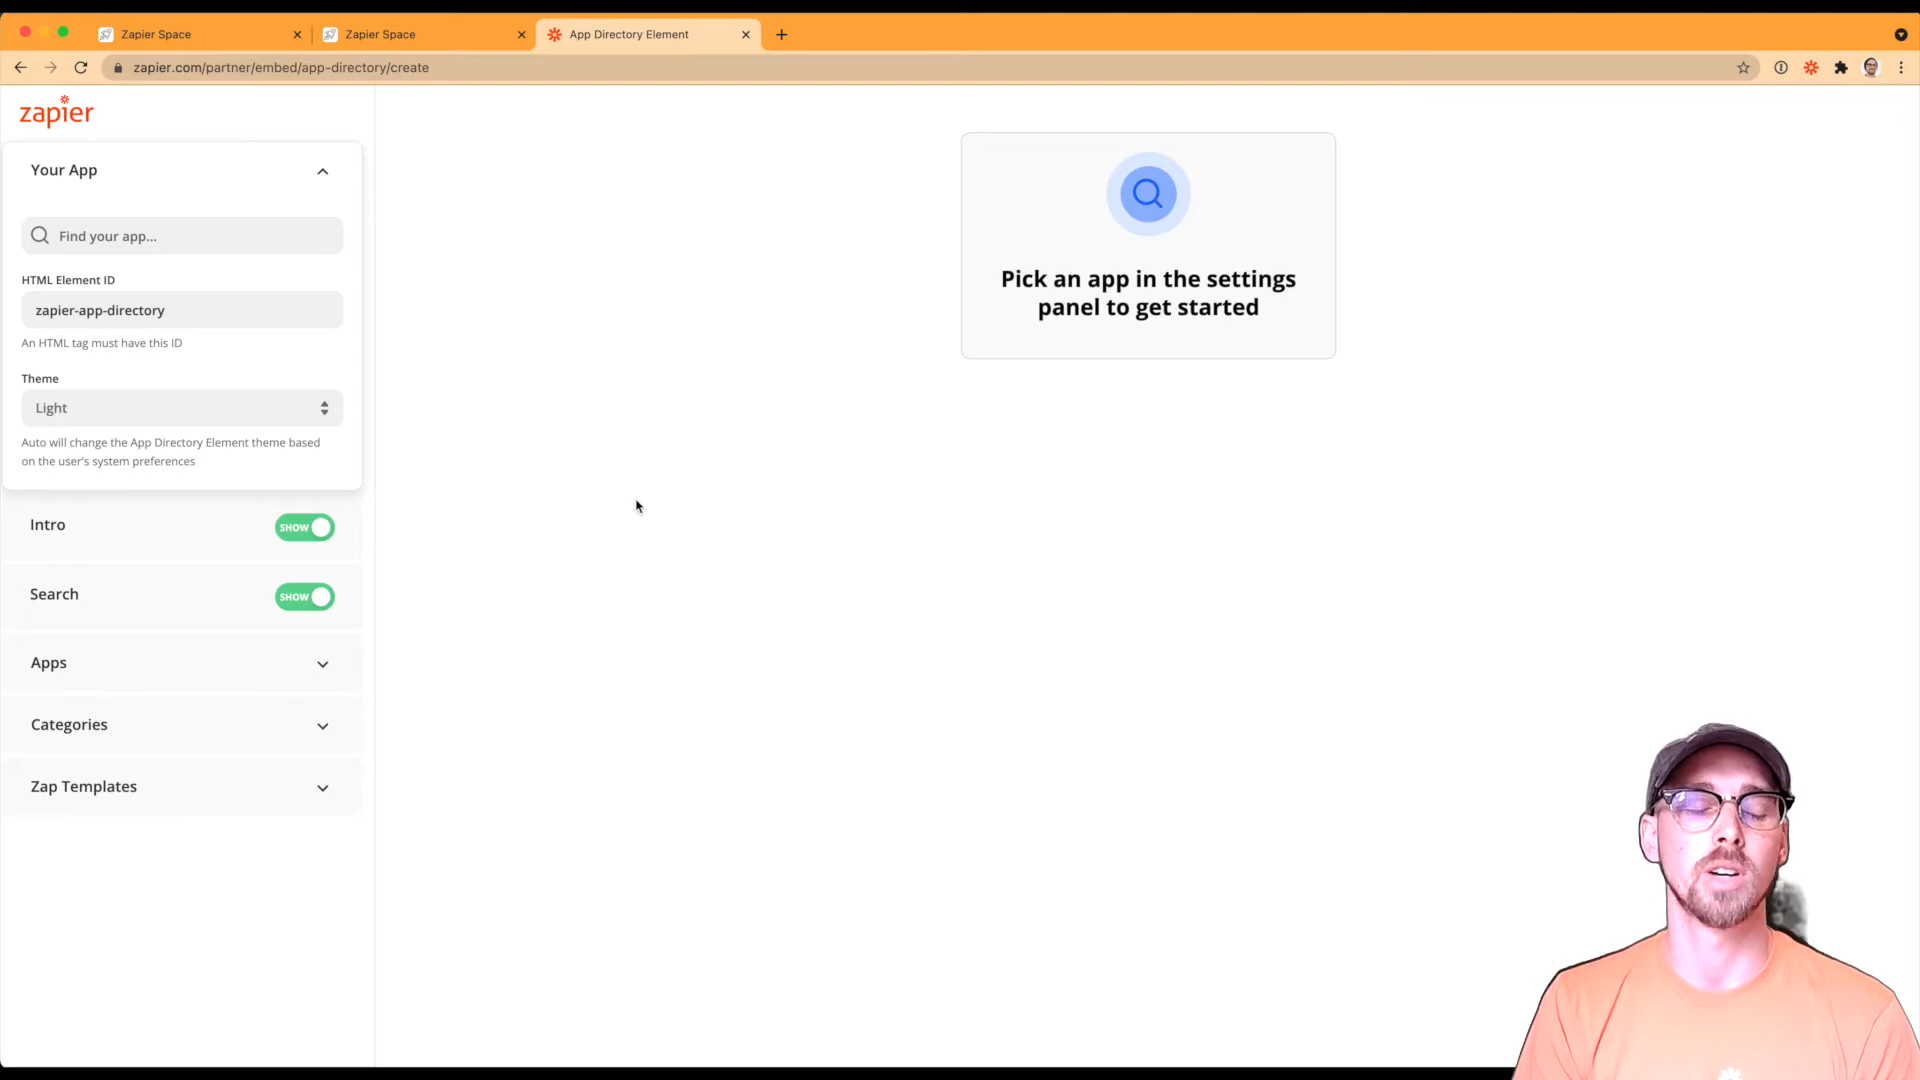 Zapier Space
Zapier Space
App Directory Element
zapier.com/partner/embed/app-directory/create
zapier
Your App
Find your app...
HTML Element ID
zapier-app-directory
An HTML tag must have this ID
Theme
Light
Auto will change the App Directory Element theme based
on the user's system preferences
Intro
SHOW
Search
SHOW
Apps
Categories
Zap Templates
Pick an app in the settings
panel to get started